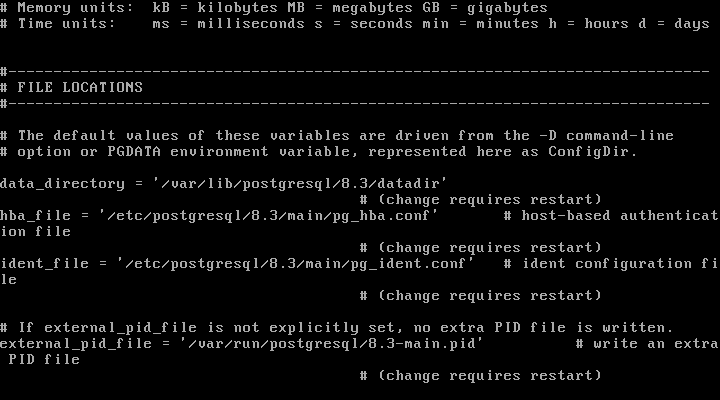 # Memory units:  kB = kilobytes MB = megabytes GB = gigabytes
# Time units:    ms = milliseconds s = seconds min = minutes h = hours d = days
#---------------------------------------------------------------------------
# FILE LOCATIONS
#---------------------------------------------------------------------------
# The default values of these variables are driven from the -D command-line
# option or PGDATA environment variable, represented here as ConfigDir.
data_directory = '/var/lib/postgresql/8.3/datadir'
# (change requires restart)
hba_file = '/etc/postgresql/8.3/main/pg_hba.conf'       # host-based authenticat
ion file
# (change requires restart)
ident_file = '/etc/postgresql/8.3/main/pg_ident.conf'   # ident configuration fi
le
# (change requires restart)
# If external_pid_file is not explicitly set, no extra PID file is written.
external_pid_file = '/var/run/postgresql/8.3-main.pid'          # write an extra
 PID file
# (change requires restart)